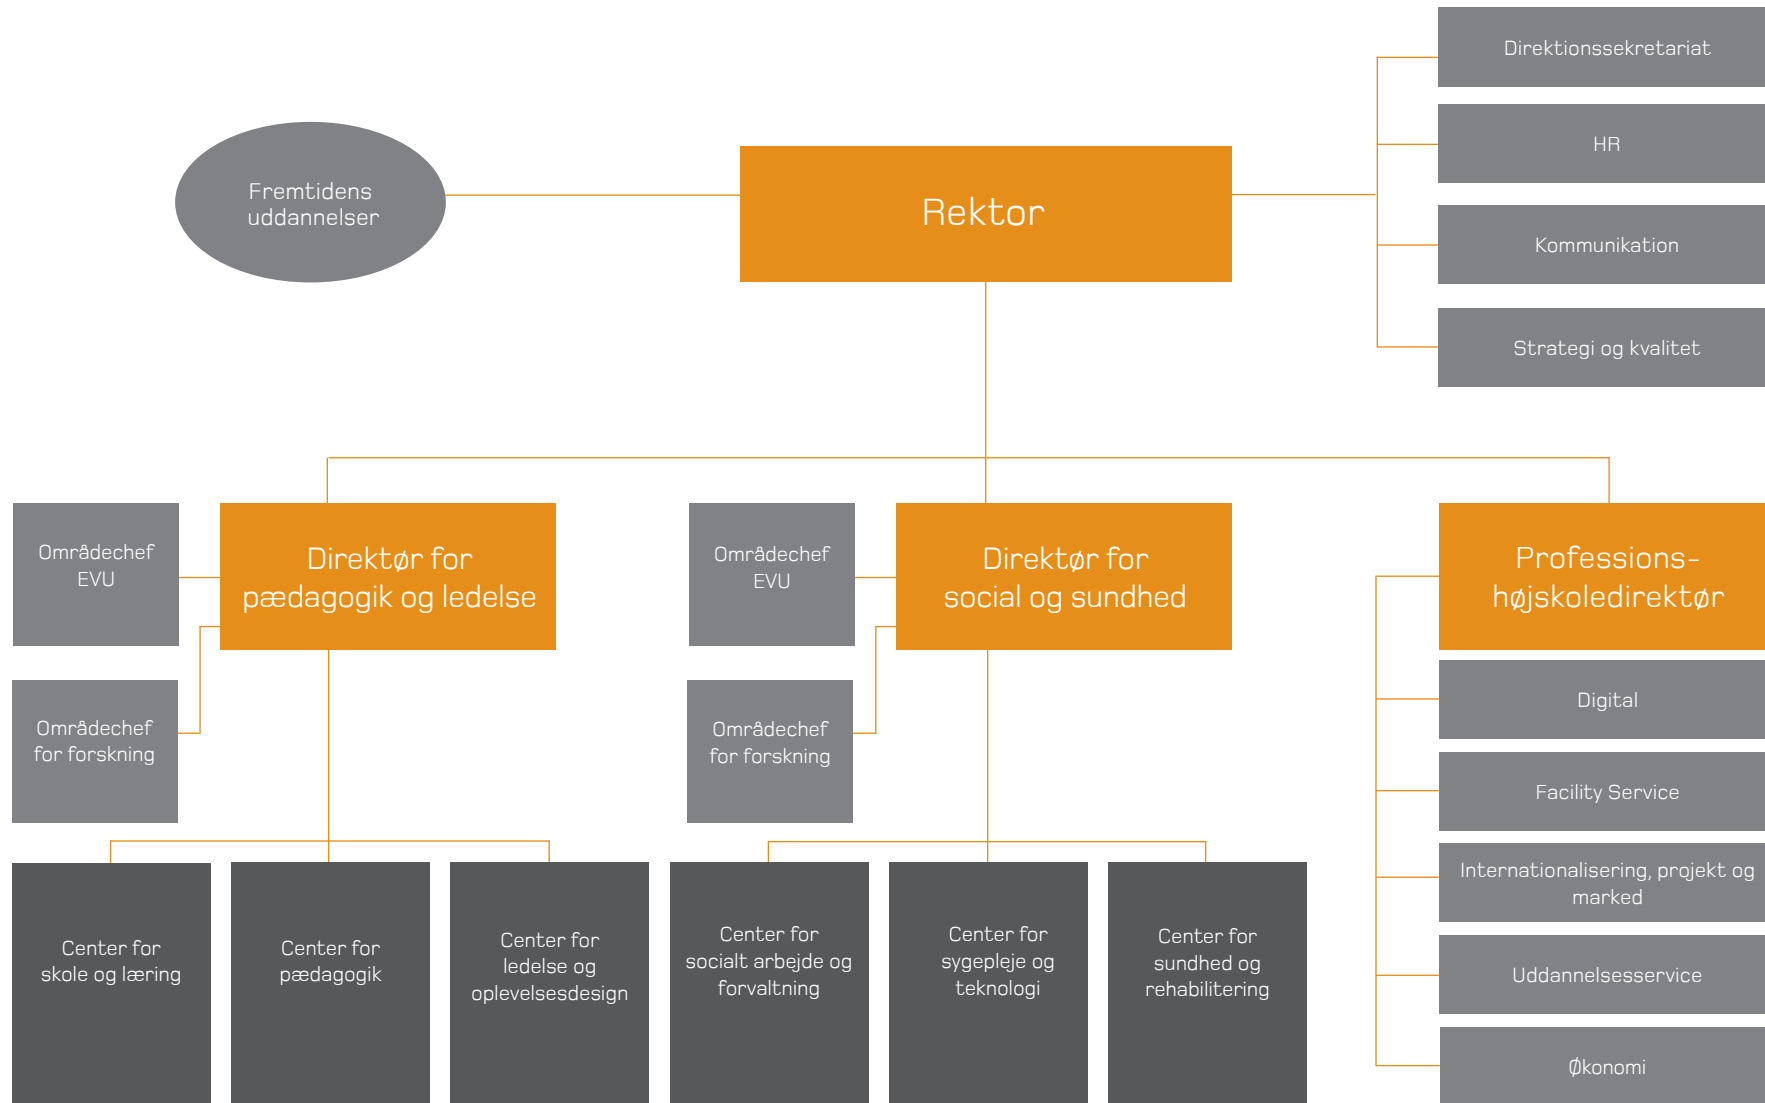 Direktionssekretariat
HR
Fremtidens
uddannelser
Rektor
Kommunikation
Strategi og kvalitet
Områdechef
EVU
Direktør for
pædagogik og ledelse
Områdechef
for forskning
Områdechef
EVU
Direktør for
social og sundhed
Områdechef
for forskning
Professions-
højskoledirektør
Digital
Facility Service
Internationalisering, projekt og
marked
Uddannelsesservice
Økonomi
Center for
skole og læring
Center for
pædagogik
Center for
ledelse og
oplevelsesdesign
Center for
socialt arbejde og
forvaltning
Center for
sygepleje og
teknologi
Center for
sundhed og
rehabilitering